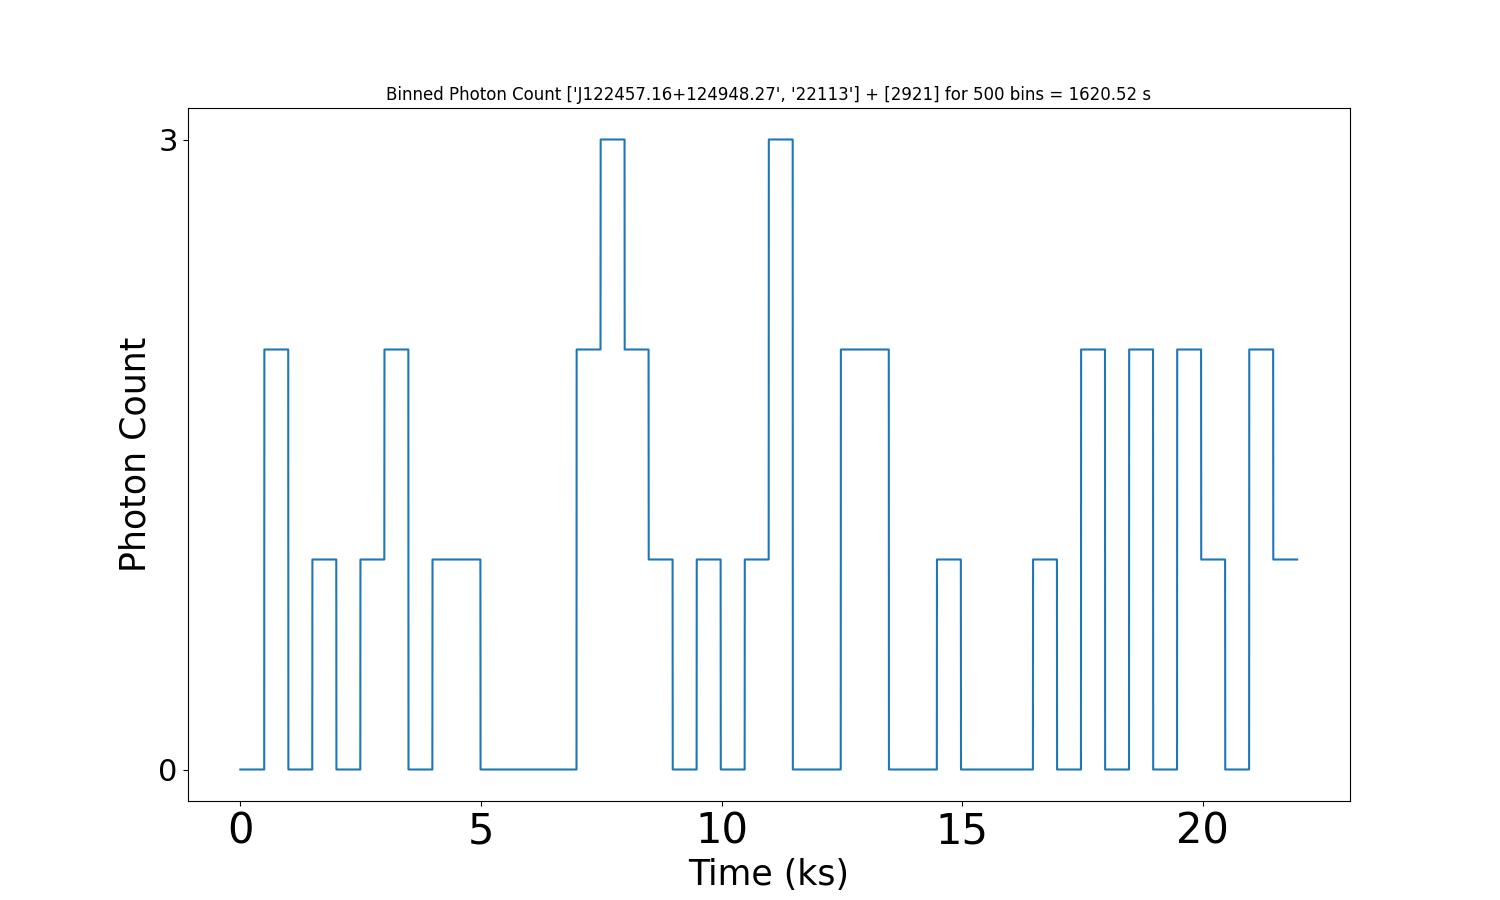 Binned Photon Count ['J122457.16+124948.27', '22113'] + [2921] for 500 bins = 1620.52 s
3
0
Photon Count
0 5 10 15 20
Time (ks)